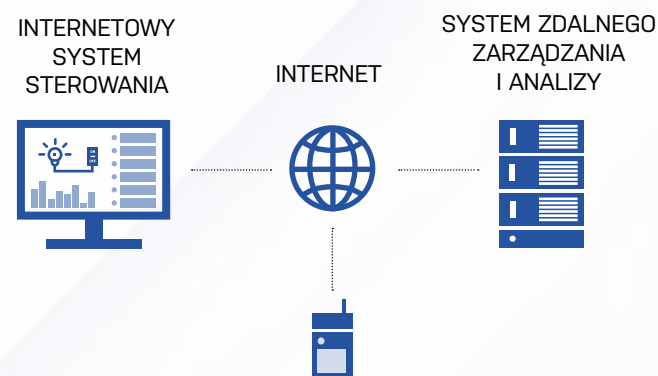 INTERNETOWY
SYSTEM
STEROWANIA
INTERNET
SYSTEM ZDALNEGO
ZARZĄDZANIA
I ANALIZY